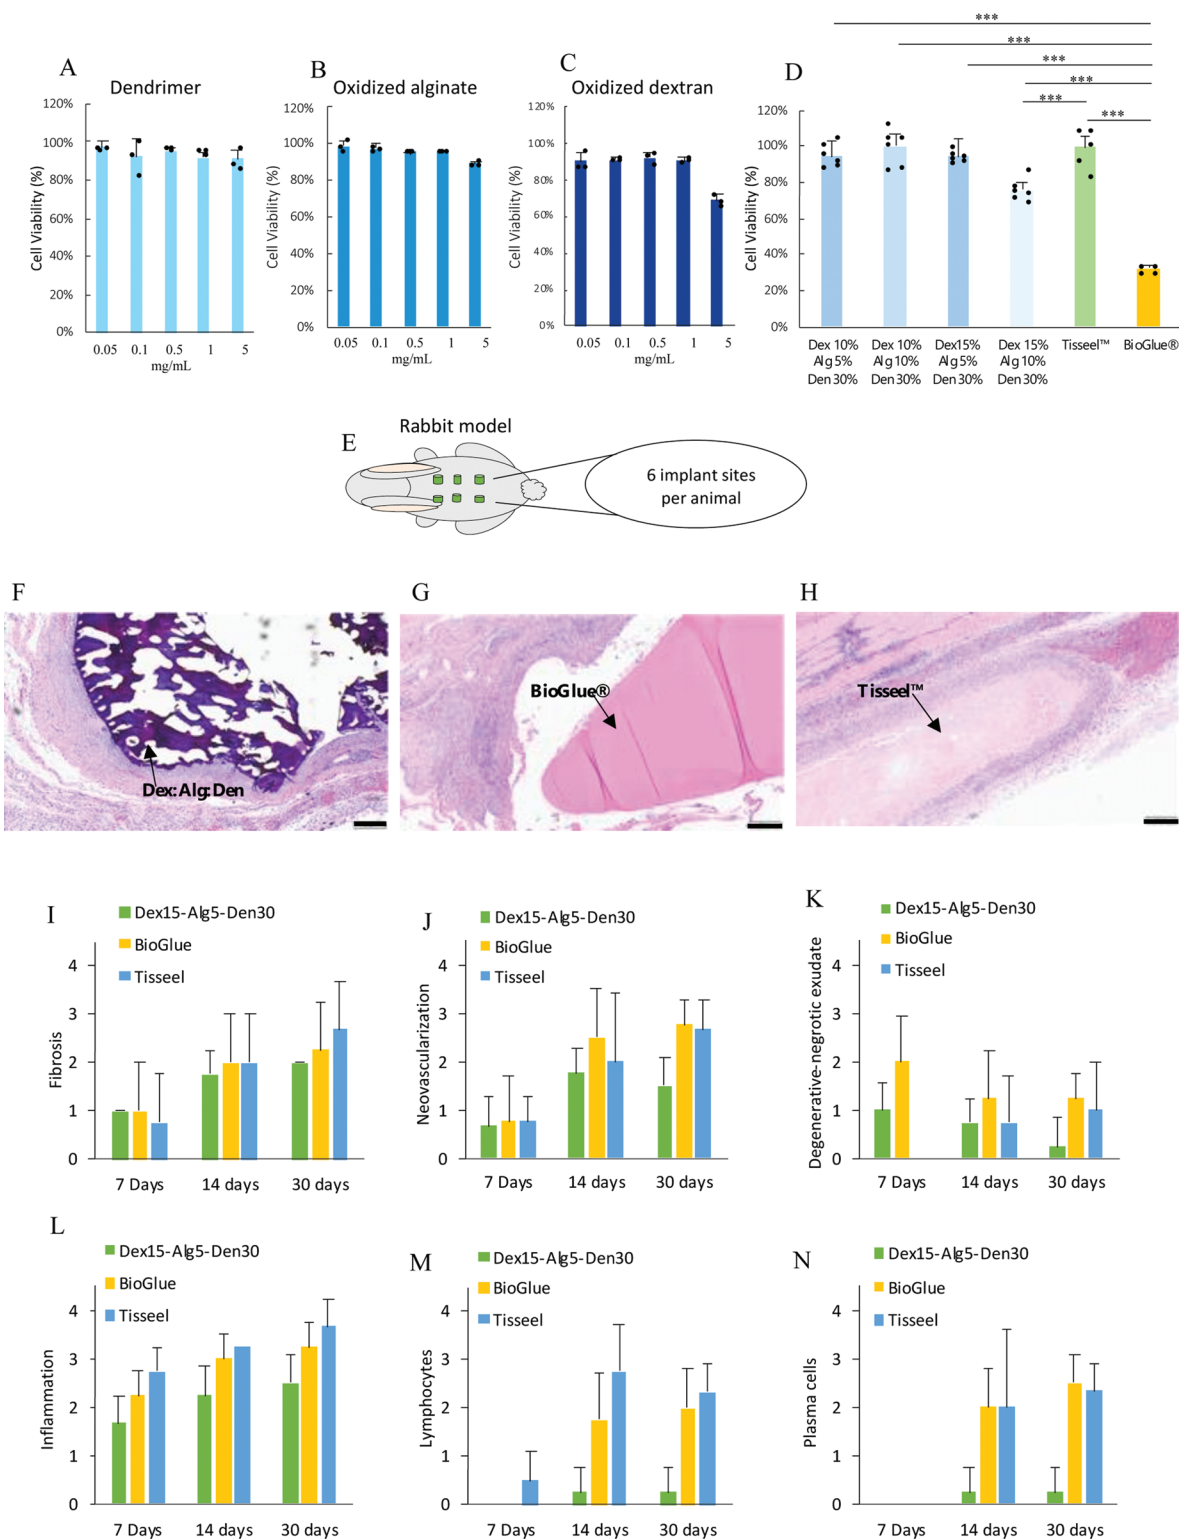 A
Dendrimer
Cell Viability (%)
120%
100%
80%
60%
40%
20%
0%
0.05 0.1 0.5 1 5
mg/mL
B
Oxidized alginate
Cell Viability (%)
120%
100%
80%
60%
40%
20%
0%
0.05 0.1 0.5 1 5
mg/mL
C
Oxidized dextran
Cell Viability (%)
120%
100%
80%
60%
40%
20%
0%
0.05 0.1 0.5 1 5
mg/mL
D
***
***
***
***
***
***
Cell Viability (%)
120%
100%
80%
60%
40%
20%
0%
Dex 10%
Alg 5%
Den 30%
Dex 10%
Alg 10%
Den 30%
Dex15%
Alg 5%
Den 30%
Dex 15%
Alg 10%
Den 30%
Tisseel™
BioGlue®
E
Rabbit model
6 implant sites
per animal
F
Dex:Alg:Den
G
BioGlue®
H
Tisseel™
I
Dex15-Alg5-Den30
BioGlue
Tisseel
Fibrosis
4
3
2
1
0
7 Days 14 days 30 days
J
Dex15-Alg5-Den30
BioGlue
Tisseel
Neovascularization
4
3
2
1
0
7 Days 14 days 30 days
K
Dex15-Alg5-Den30
BioGlue
Tisseel
Degenerative-negrotic exudate
4
3
2
1
0
7 Days 14 days 30 days
L
Dex15-Alg5-Den30
BioGlue
Tisseel
Inflammation
4
3
2
1
0
7 Days 14 days 30 days
M
Dex15-Alg5-Den30
BioGlue
Tisseel
Lymphocytes
4
3
2
1
0
7 Days 14 days 30 days
N
Dex15-Alg5-Den30
BioGlue
Tisseel
Plasma cells
4
3
2
1
0
7 Days 14 days 30 days